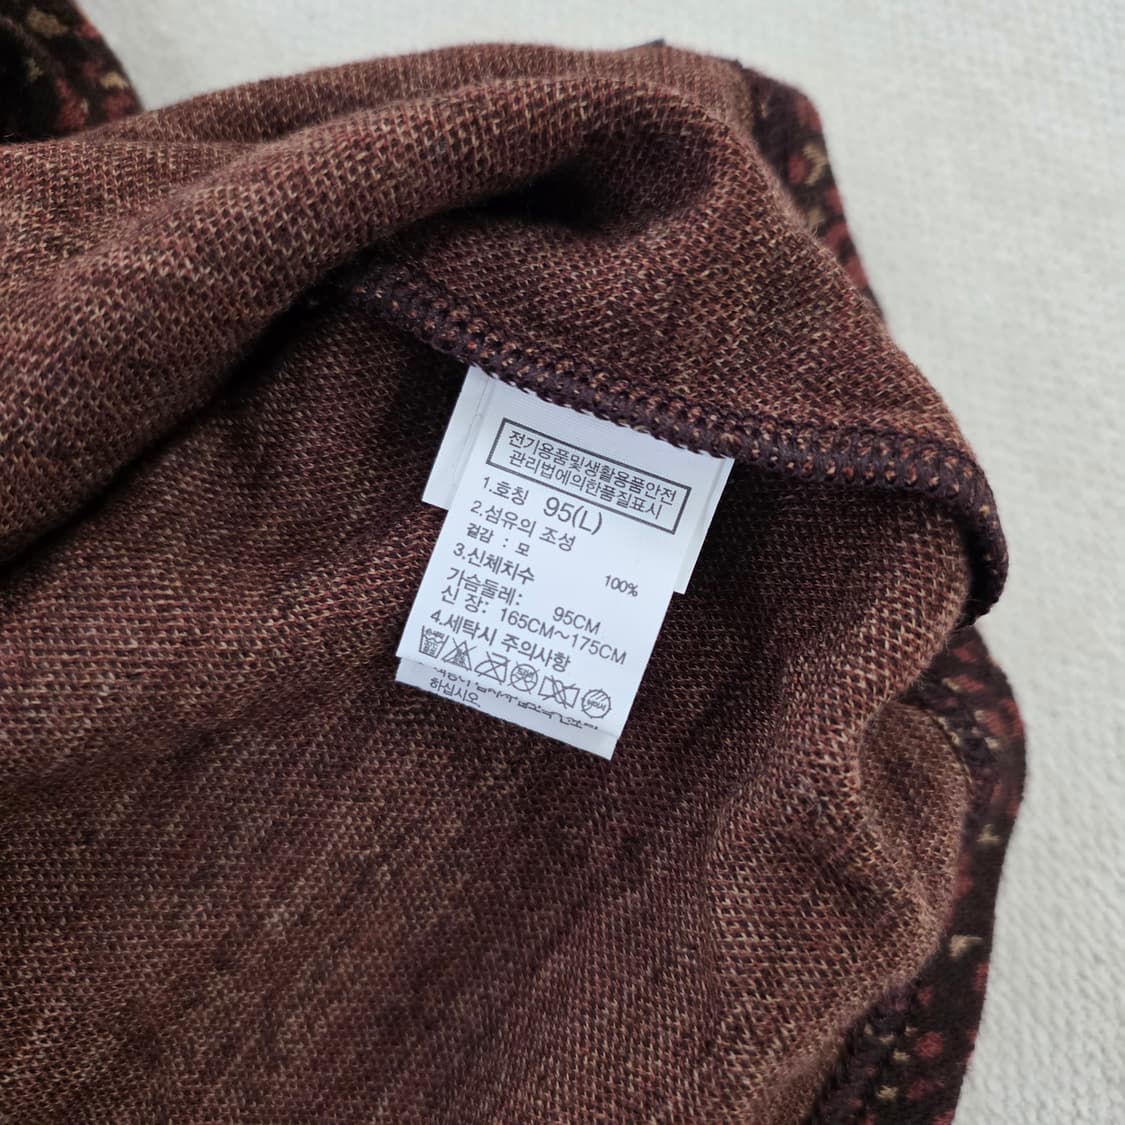 전기용품및생활용품안전
관리법에의한품질표시
1.호칭 95(L)
2.섬유의 조성
겉감 : 모 100%
3.신체치수
가슴둘레: 95CM
신 장: 165CM~175CM
4.세탁시 주의사항
하십시오